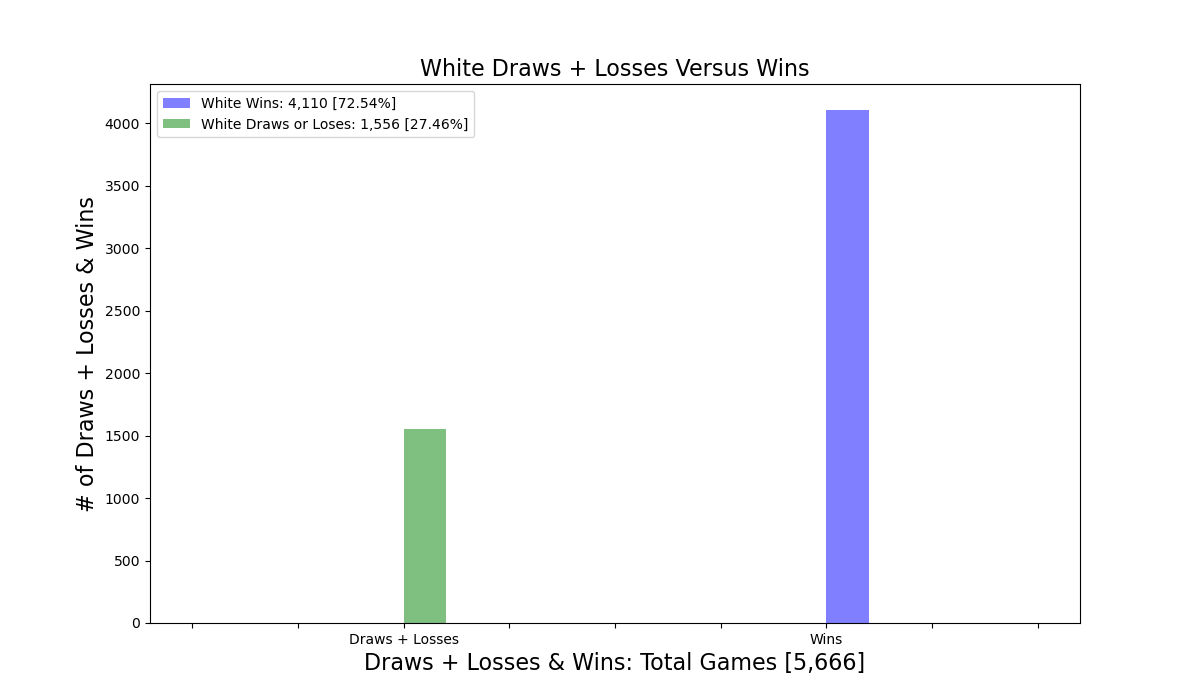 White Draws + Losses Versus Wins
White Wins: 4,110 [72.54%]
White Draws or Loses: 1,556 [27.46%]
# of Draws + Losses & Wins
4000
3500
3000
2500
2000
1500
1000
500
0
Draws + Losses
Wins
Draws + Losses & Wins: Total Games [5,666]